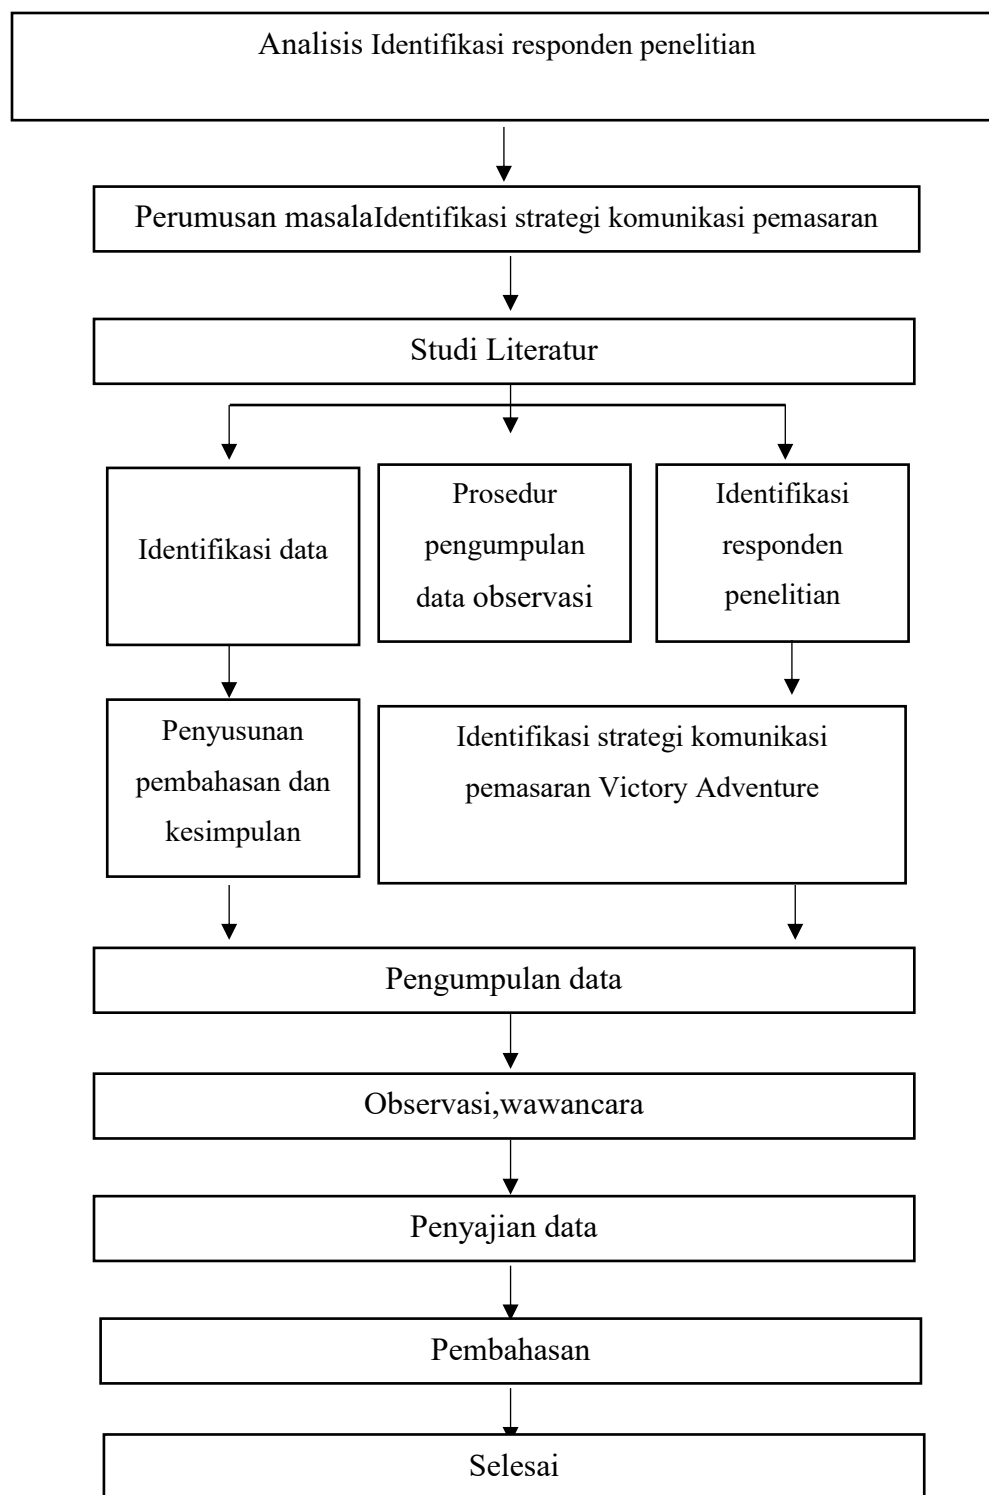 Analisis Identifikasi responden penelitian
Perumusan masalaIdentifikasi strategi komunikasi pemasaran
Studi Literatur
Identifikasi data
Prosedur
pengumpulan
data observasi
Identifikasi
responden
penelitian
Penyusunan
pembahasan dan
kesimpulan
Identifikasi strategi komunikasi
pemasaran Victory Adventure
Pengumpulan data
Observasi,wawancara
Penyajian data
Pembahasan
Selesai